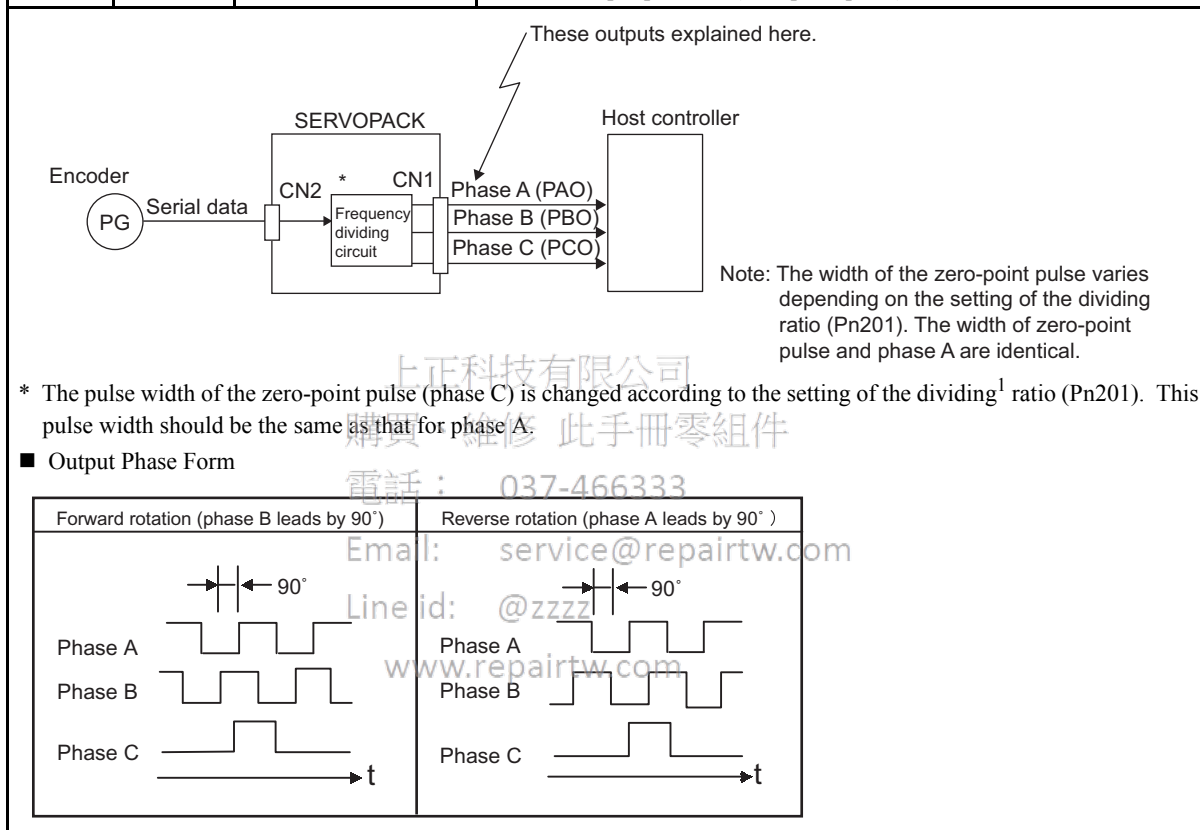 These outputs explained here.
SERVOPACK
Host controller
Encoder
CN2
*
CN1
Phase A (PAO)
PG
Serial data
Frequency
dividing
circuit
Phase B (PBO)
Phase C (PCO)
Note: The width of the zero-point pulse varies
depending on the setting of the dividing
ratio (Pn201). The width of zero-point
pulse and phase A are identical.
上正科技有限公司
* The pulse width of the zero-point pulse (phase C) is changed according to the setting of the dividing1 ratio (Pn201). This
pulse width should be the same as that for phase A.
購買、維修 此手冊零組件
■ Output Phase Form
電話： 037-466333
Forward rotation (phase B leads by 90˚)
Reverse rotation (phase A leads by 90˚ )
Email: service@repairtw.com
90˚
90˚
Line id: @zzzz
Phase A
Phase A
www.repairtw.com
Phase B
Phase B
Phase C
Phase C
t
t